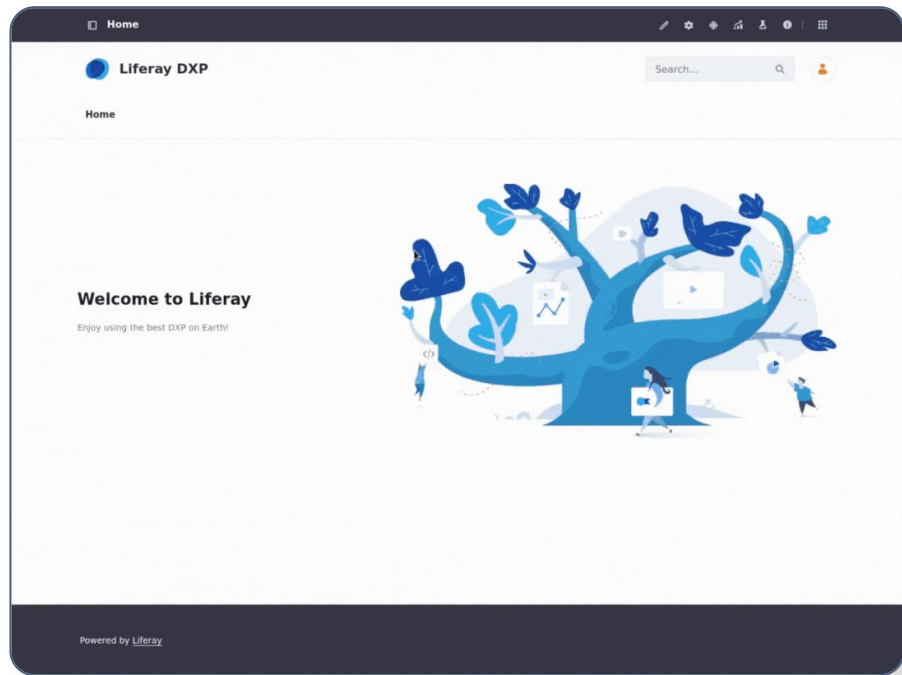 Home
Liferay DXP
Search...
Home
Welcome to Liferay
Enjoy using the best DXP on Earth!
</>
Powered by Liferay